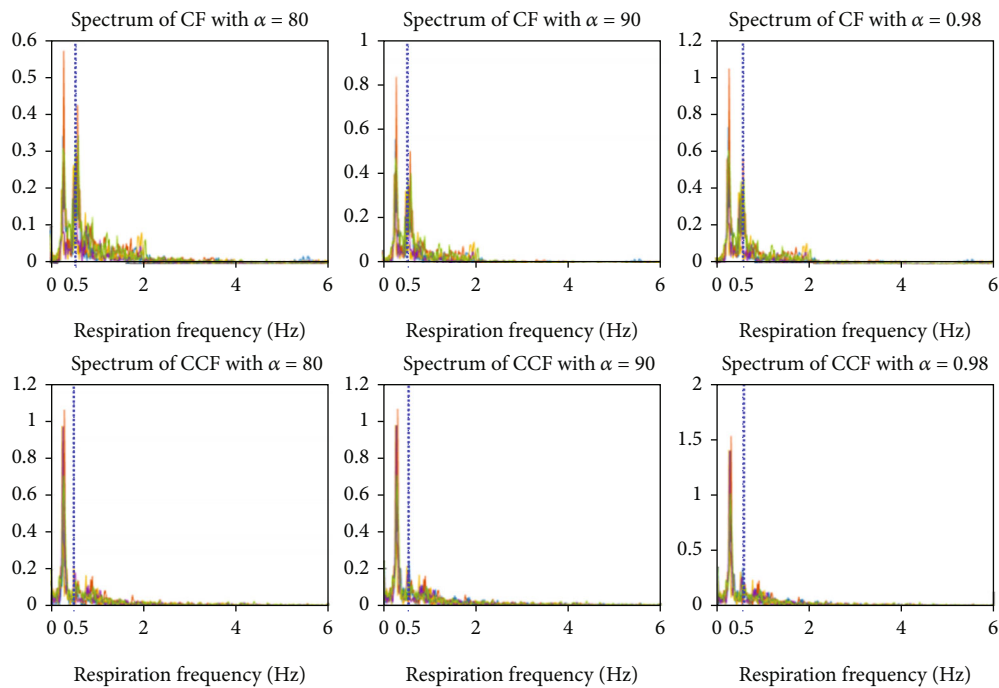 Spectrum of CF with α = 80
0.6
0.5
0.4
0.3
0.2
0.1
0
0 0.5 2 4 6
Respiration frequency (Hz)
Spectrum of CF with α = 90
1
0.8
0.6
0.4
0.2
0
0 0.5 2 4 6
Respiration frequency (Hz)
Spectrum of CF with α = 0.98
1.2
1
0.8
0.6
0.4
0.2
0
0 0.5 2 4 6
Respiration frequency (Hz)
Spectrum of CCF with α = 80
1.2
1
0.8
0.6
0.4
0.2
0
0 0.5 2 4 6
Respiration frequency (Hz)
Spectrum of CCF with α = 90
1.2
1
0.8
0.6
0.4
0.2
0
0 0.5 2 4 6
Respiration frequency (Hz)
Spectrum of CCF with α = 0.98
2
1.5
1
0.5
0
0 0.5 2 4 6
Respiration frequency (Hz)